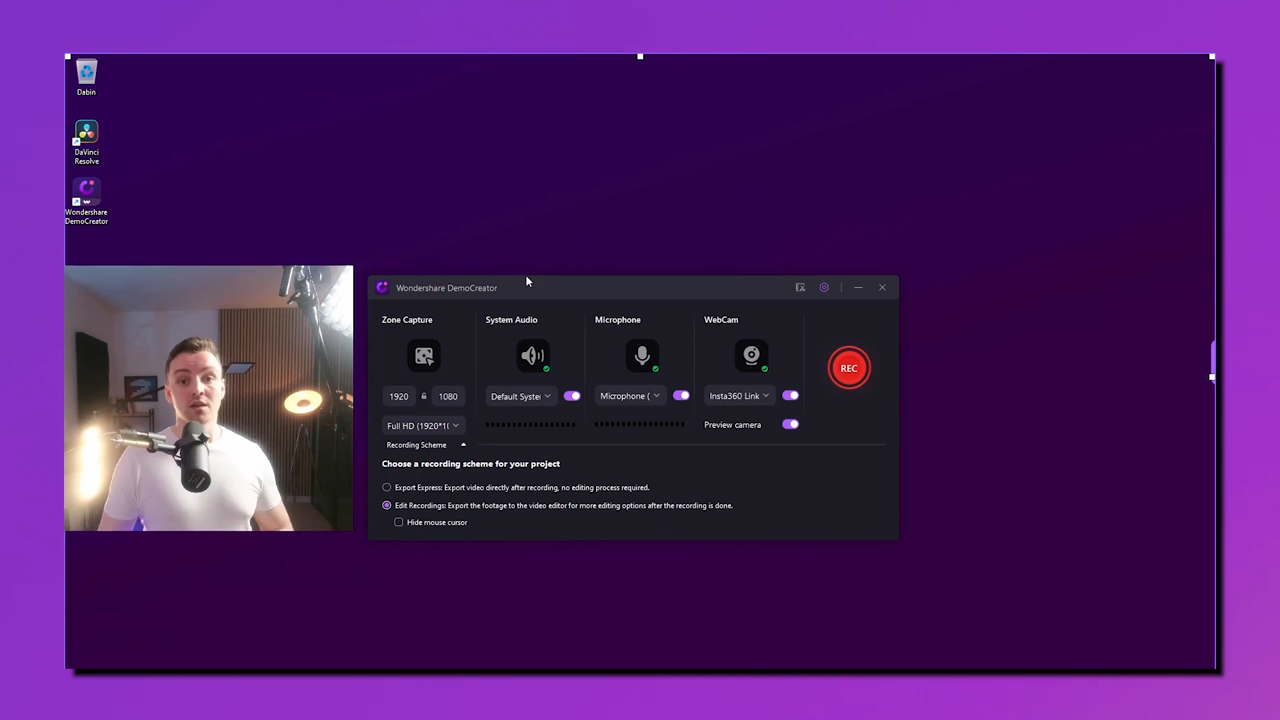 Dabin
DaVinci
Resolve
Wondershare
DemoCreator
Wondershare DemoCreator
Zone Capture
System Audio
Microphone
WebCam
REC
1920
1080
Default Syste
Microphone (
Insta360 Link
Full HD (1920*1(
Preview camera
Recording Scheme
Choose a recording scheme for your project
Export Express: Export video directly after recording, no editing process required.
Edit Recordings: Export the footage to the video editor for more editing options after the recording is done.
Hide mouse cursor